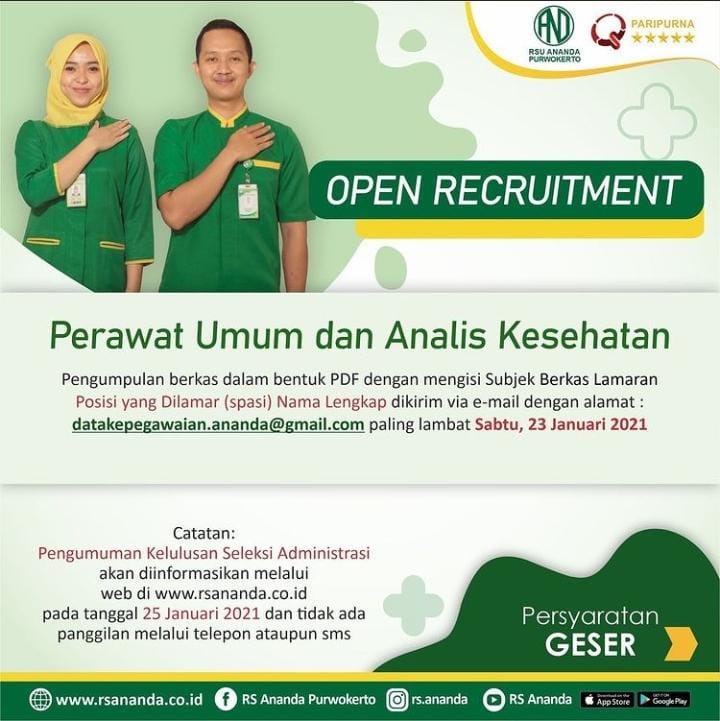 RSU ANANDA
PURWOKERTO
PARIPURNA
OPEN RECRUITMENT
Perawat Umum dan Analis Kesehatan
Pengumpulan berkas dalam bentuk PDF dengan mengisi Subjek Berkas Lamaran
Posisi yang Dilamar (spasi) Nama Lengkap dikirim via e-mail dengan alamat :
datakepegawaian.ananda@gmail.com paling lambat Sabtu, 23 Januari 2021
Catatan:
Pengumuman Kelulusan Seleksi Administrasi
akan diinformasikan melalui
web di www.rsananda.co.id
pada tanggal 25 Januari 2021 dan tidak ada
panggilan melalui telepon ataupun sms
Persyaratan
GESER
www.rsananda.co.id RS Ananda Purwokerto rs.ananda RS Ananda App Store Google Play